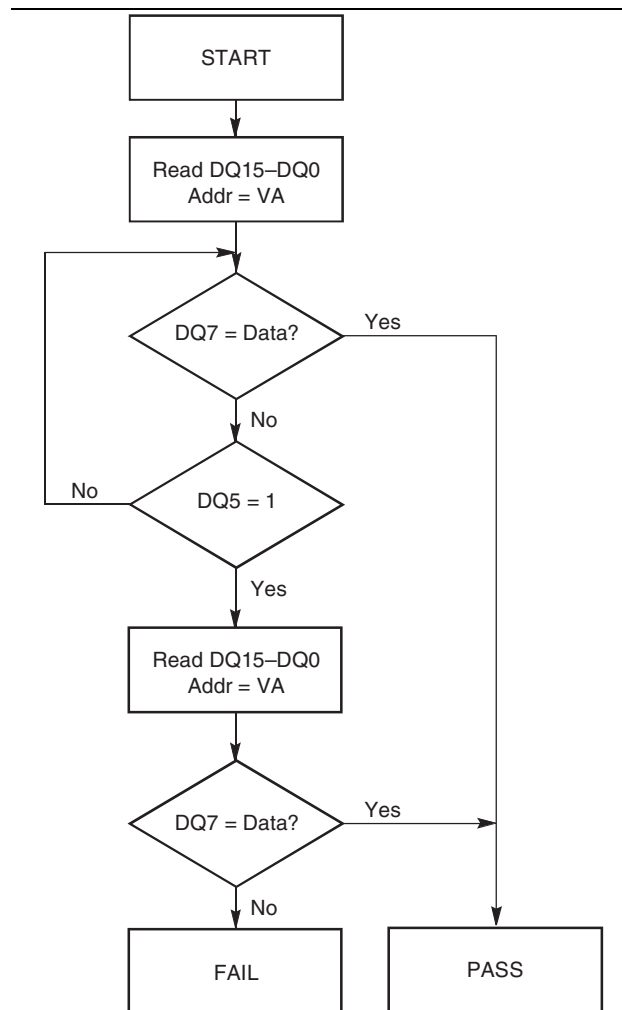 START
Read DQ15–DQ0
Addr = VA
DQ7 = Data?
Yes
No
No
DQ5 = 1
Yes
Read DQ15–DQ0
Addr = VA
DQ7 = Data?
Yes
No
FAIL
PASS